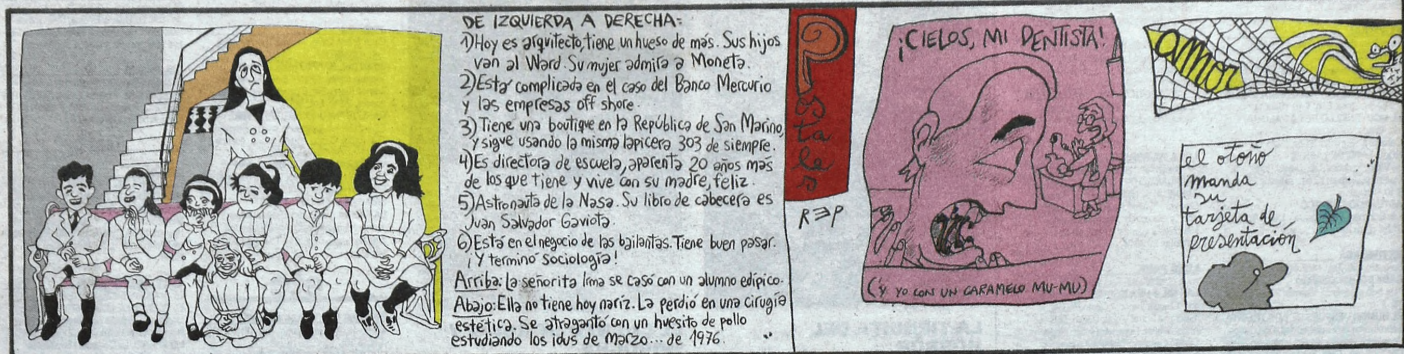 DE IZQUIERDA A DERECHA:
1) Hoy es arquitecto, tiene un hueso de más. Sus hijos
van al Ward. Su mujer admira a Moneta.
2) Está complicada en el caso del Banco Mercurio
y las empresas off shore.
3) Tiene una boutique en la República de San Marino,
y sigue usando la misma lapicera 303 de siempre.
4) Es directora de escuela, aparenta 20 años más
de los que tiene y vive con su madre, feliz.
5) Astronauta de la Nasa. Su libro de cabecera es
Juan Salvador Gaviota.
6) Está en el negocio de las bailantas. Tiene buen pasar.
¡Y terminó sociología!
Arriba: La señorita Irma se casó con un alumno edípico.
Abajo: Ella no tiene hoy nariz. La perdió en una cirugía
estética. Se atragantó con un huesito de pollo
estudiando los idus de marzo... de 1976.
Postales
REP
¡CIELOS, MI DENTISTA!
(Y YO CON UN CARAMELO MU-MU)
amor
el otoño
manda
su
tarjeta de
presentación